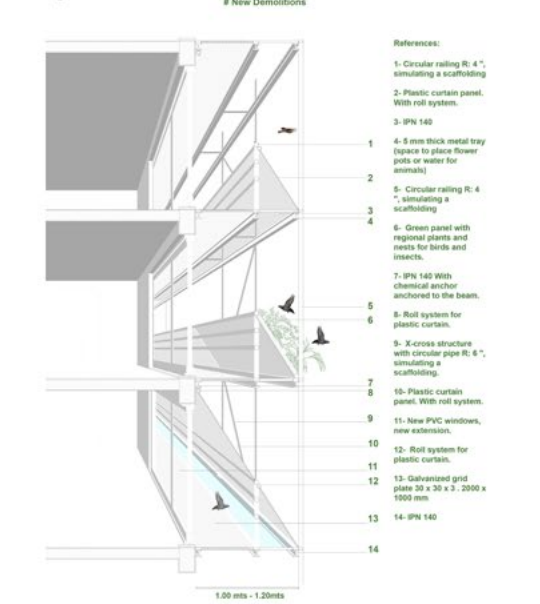 # New Demolitions
References:
1- Circular railing R: 4 ",
simulating a scaffolding
2- Plastic curtain panel.
With roll system.
3- IPN 140
4- 5 mm thick metal tray
(space to place flower
pots or water for
animals)
5- Circular railing R: 4
", simulating a
scaffolding
6- Green panel with
regional plants and
nests for birds and
insects.
7- IPN 140 With
chemical anchor
anchored to the beam.
8- Roll system for
plastic curtain.
9- X-cross structure
with circular pipe R: 6 ",
simulating a
scaffolding.
10- Plastic curtain
panel. With roll system.
11- New PVC windows,
new extension.
12- Roll system for
plastic curtain.
13- Galvanized grid
plate 30 x 30 x 3 . 2000 x
1000 mm
14- IPN 140
1
2
3
4
5
6
7
8
9
10
11
12
13
14
1.00 mts - 1.20mts